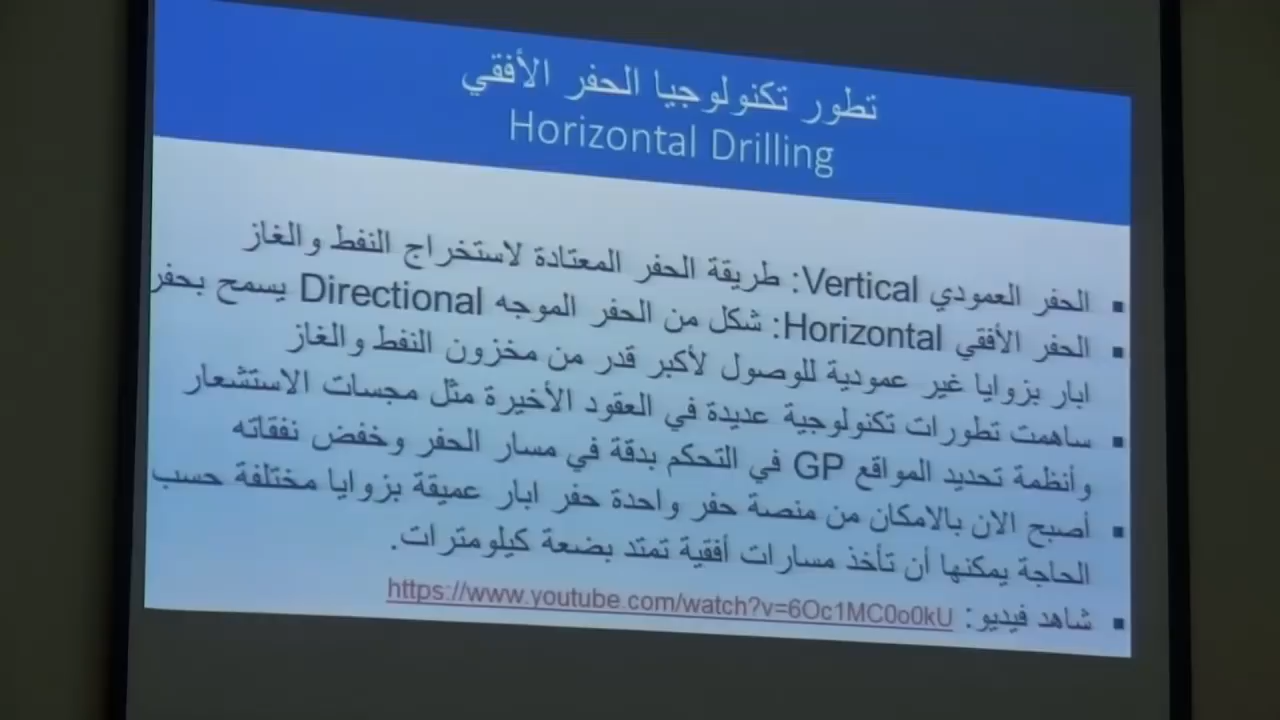 تطور تكنولوجيا الحفر الأفقي
Horizontal Drilling
▪ الحفر العمودي Vertical: طريقة الحفر المعتادة لاستخراج النفط والغاز
▪ الحفر الأفقي Horizontal: شكل من الحفر الموجه Directional يسمح بحفر
ابار بزوايا غير عمودية للوصول لأكبر قدر من مخزون النفط والغاز
▪ ساهمت تطورات تكنولوجية عديدة في العقود الأخيرة مثل مجسات الاستشعار
وأنظمة تحديد المواقع GP في التحكم بدقة في مسار الحفر وخفض نفقاته
▪ أصبح الان بالامكان من منصة حفر واحدة حفر ابار عميقة بزوايا مختلفة حسب
الحاجة يمكنها أن تأخذ مسارات أفقية تمتد بضعة كيلومترات.
▪ شاهد فيديو: https://www.youtube.com/watch?v=6Oc1MC0o0kU